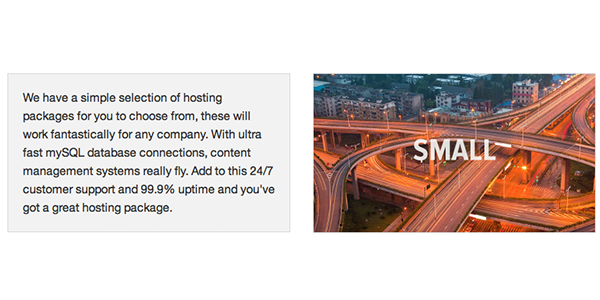 We have a simple selection of hosting
packages for you to choose from, these will
work fantastically for any company. With ultra
fast mySQL database connections, content
management systems really fly. Add to this 24/7
customer support and 99.9% uptime and you've
got a great hosting package.
SMALL